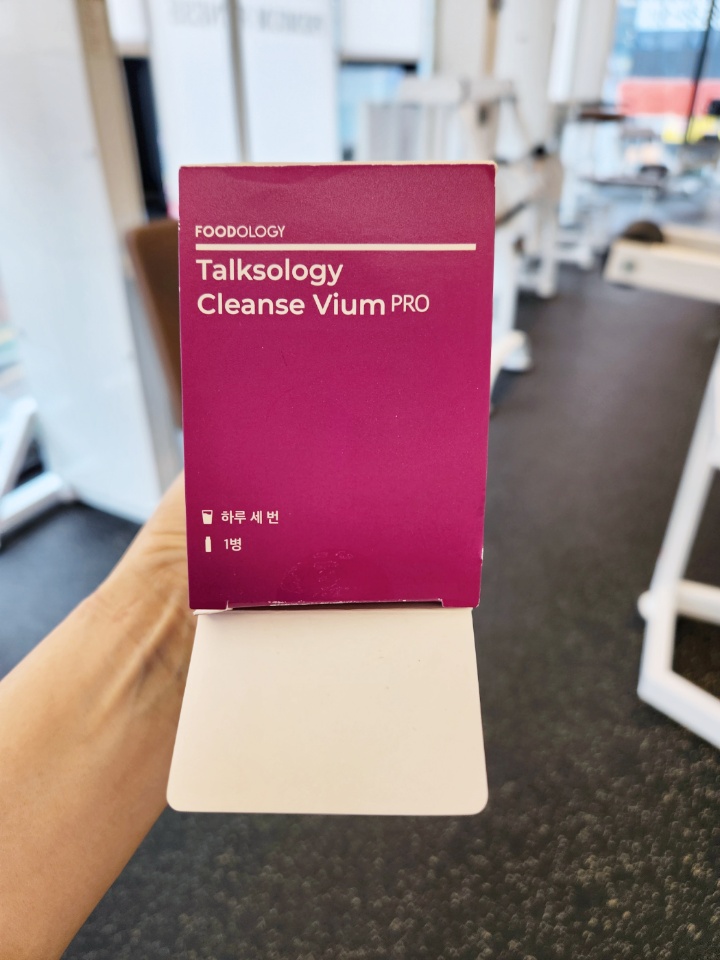 FOODOLOGY
Talksology
Cleanse Vium PRO
하루 세 번
1병